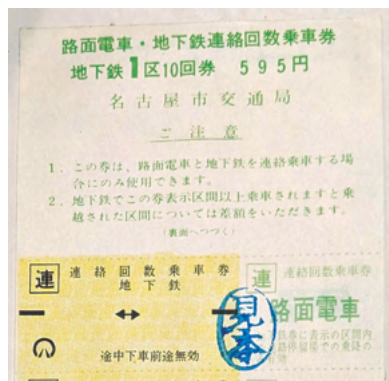 路面電車・地下鉄連絡回数乗車券
地下鉄1区10回券 595円
名古屋市交通局
ご注意
1. この券は、路面電車と地下鉄を連絡乗車する場
合にのみ使用できます。
2. 地下鉄でこの券表示区間以上乗車されますと乗
越された区間については差額をいただきます。
(裏面へつづく)
連 連絡回数乗車券
地下鉄
↔
途中下車前途無効
見本
連 連絡回数乗車券
路面電車